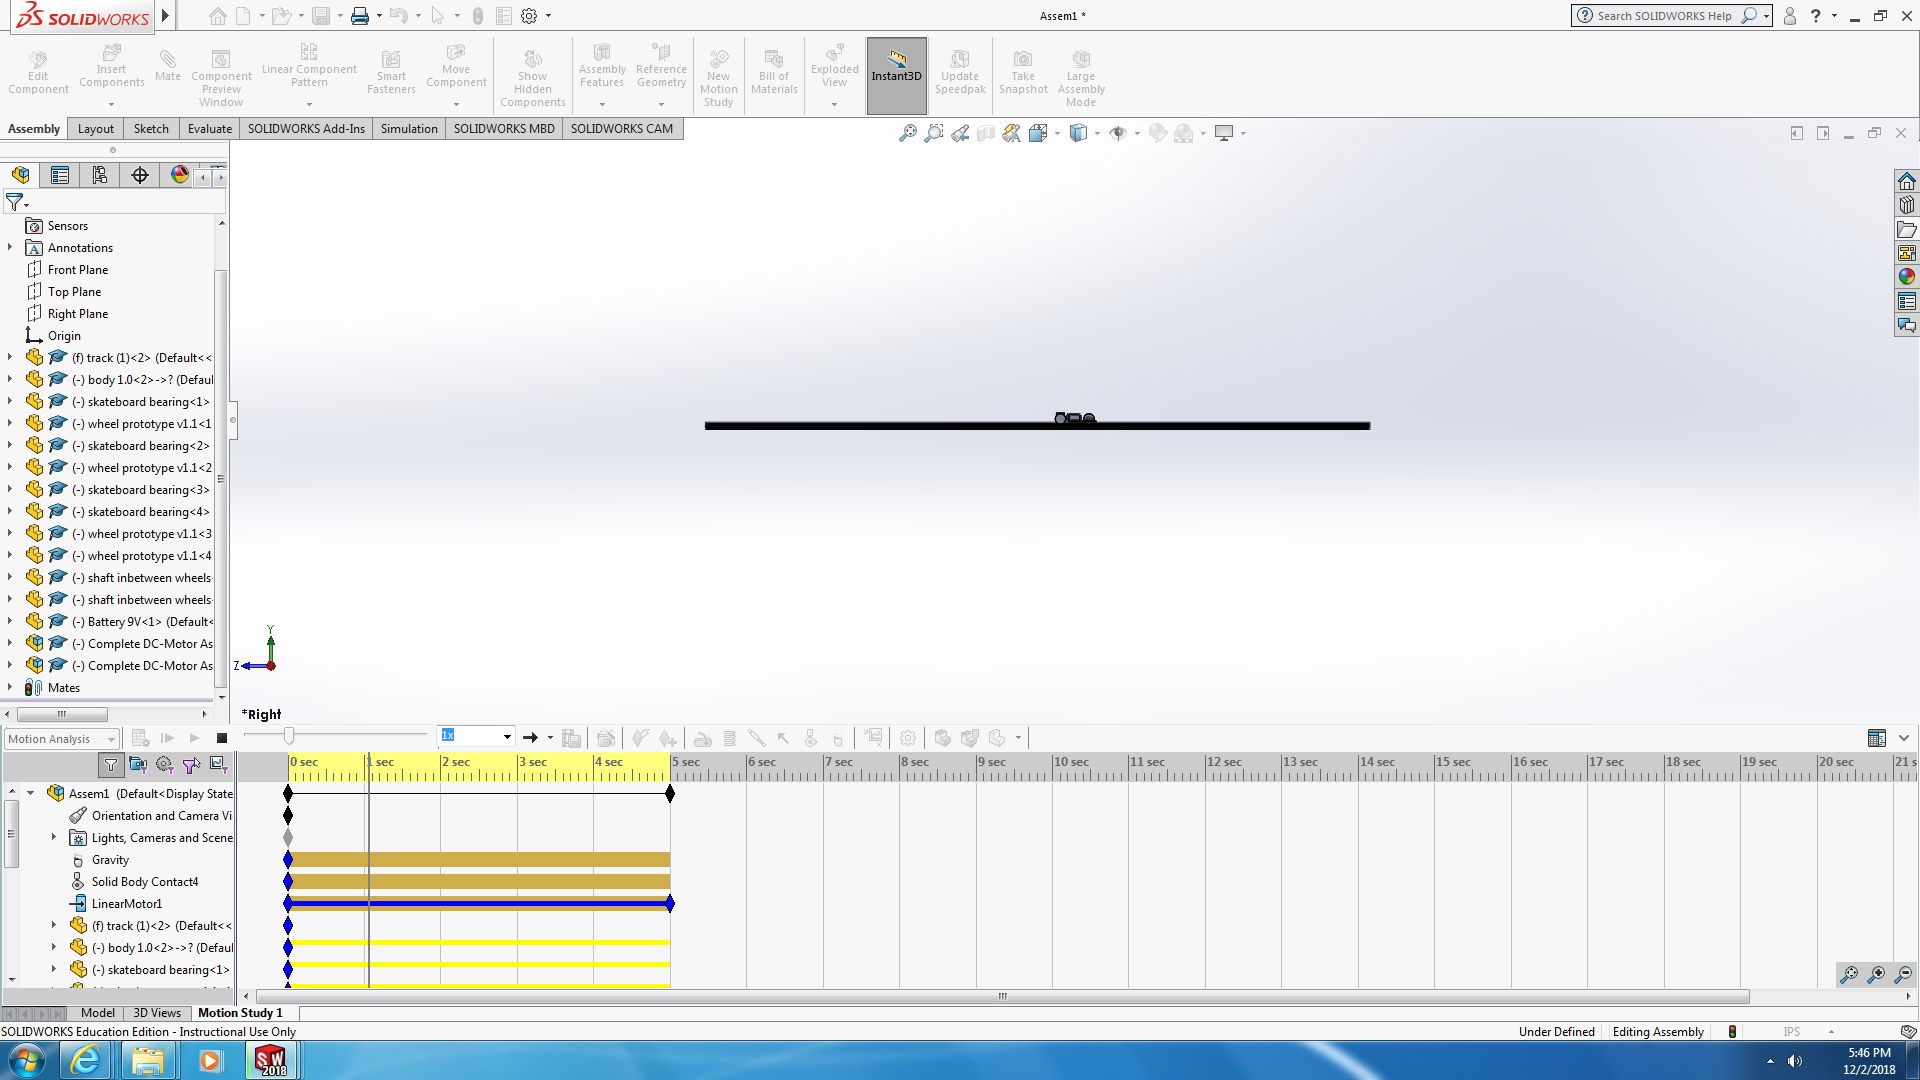 SOLIDWORKS
Assem1 *
Search SOLIDWORKS Help
Edit Component
Insert Components
Mate
Component Preview Window
Linear Component Pattern
Smart Fasteners
Move Component
Show Hidden Components
Assembly Features
Reference Geometry
New Motion Study
Bill of Materials
Exploded View
Instant3D
Update Speedpak
Take Snapshot
Large Assembly Mode
Assembly
Layout
Sketch
Evaluate
SOLIDWORKS Add-Ins
Simulation
SOLIDWORKS MBD
SOLIDWORKS CAM
Sensors
Annotations
Front Plane
Top Plane
Right Plane
Origin
(f) track (1)<2> (Default<<
(-) body 1.0<2>->? (Defaul
(-) skateboard bearing<1>
(-) wheel prototype v1.1<1
(-) skateboard bearing<2>
(-) wheel prototype v1.1<2
(-) skateboard bearing<3>
(-) skateboard bearing<4>
(-) wheel prototype v1.1<3
(-) wheel prototype v1.1<4
(-) shaft inbetween wheels
(-) shaft inbetween wheels
(-) Battery 9V<1> (Default<
(-) Complete DC-Motor As
(-) Complete DC-Motor As
Mates
Y
Z
*Right
Motion Analysis
1x
0 sec 1 sec 2 sec 3 sec 4 sec 5 sec 6 sec 7 sec 8 sec 9 sec 10 sec 11 sec 12 sec 13 sec 14 sec 15 sec 16 sec 17 sec 18 sec 19 sec 20 sec 21 s
Assem1 (Default<Display State
Orientation and Camera Vi
Lights, Cameras and Scene
Gravity
Solid Body Contact4
LinearMotor1
(f) track (1)<2> (Default<<
(-) body 1.0<2>->? (Defaul
(-) skateboard bearing<1>
Model
3D Views
Motion Study 1
SOLIDWORKS Education Edition - Instructional Use Only
Under Defined
Editing Assembly
IPS
SW 2018
5:46 PM
12/2/2018